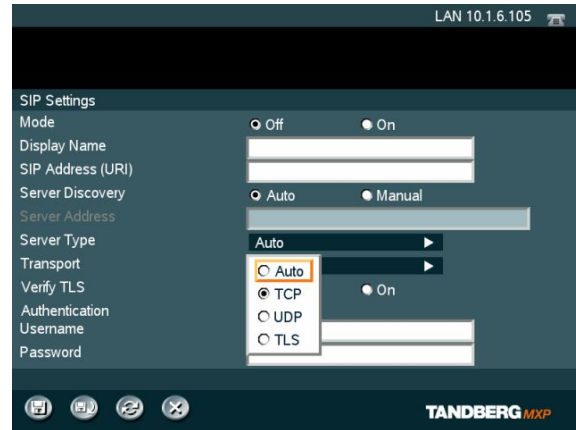 LAN 10.1.6.105
SIP Settings
Mode Off On
Display Name
SIP Address (URI)
Server Discovery Auto Manual
Server Address
Server Type Auto
Transport
Auto
Verify TLS On
TCP
Authentication
UDP
Username
TLS
Password
TANDBERG MXP